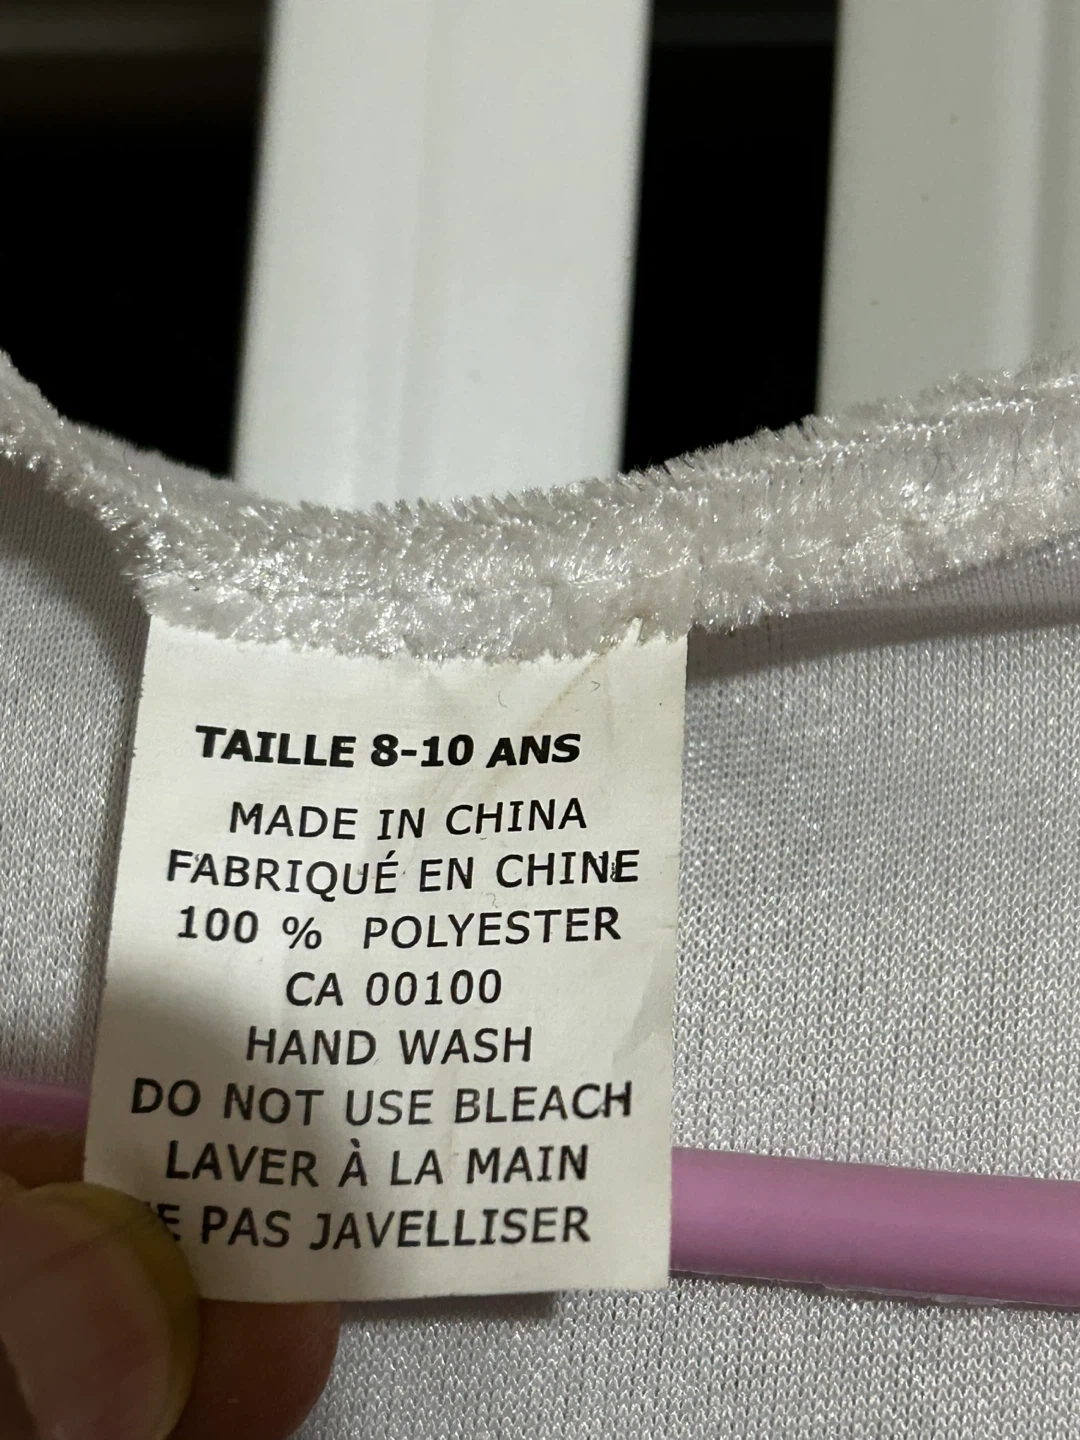 TAILLE 8-10 ANS
MADE IN CHINA
FABRIQUÉ EN CHINE
100 % POLYESTER
CA 00100
HAND WASH
DO NOT USE BLEACH
LAVER À LA MAIN
PAS JAVELLISER